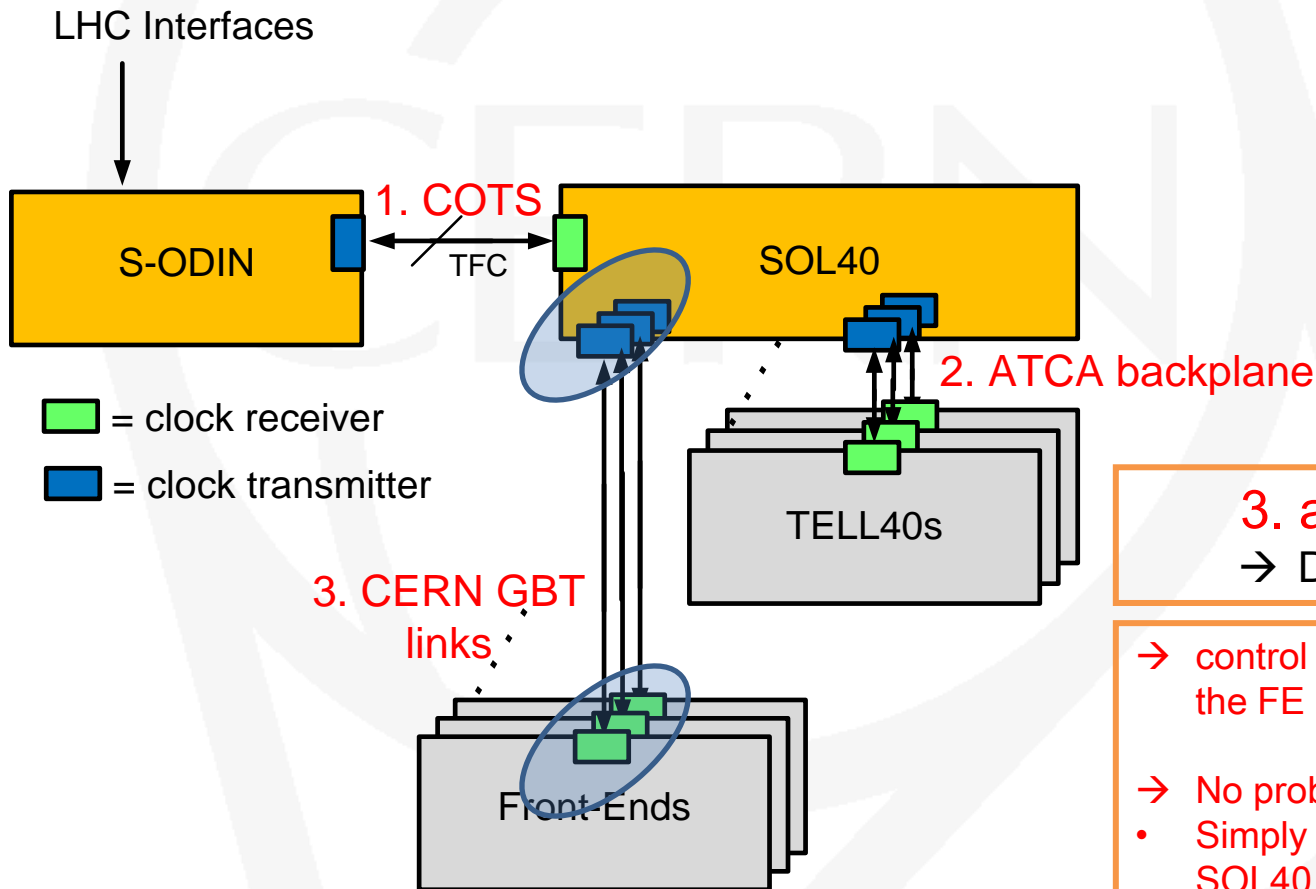 LHC Interfaces
1. COTS
S-ODIN
TFC
SOL40
2. ATCA backplane
= clock receiver
= clock transmitter
TELL40s
3. CERN GBT
links
Front-Ends
3. a
→ D
→ control
the FE
→ No prob
• Simply
SOL40
CERN